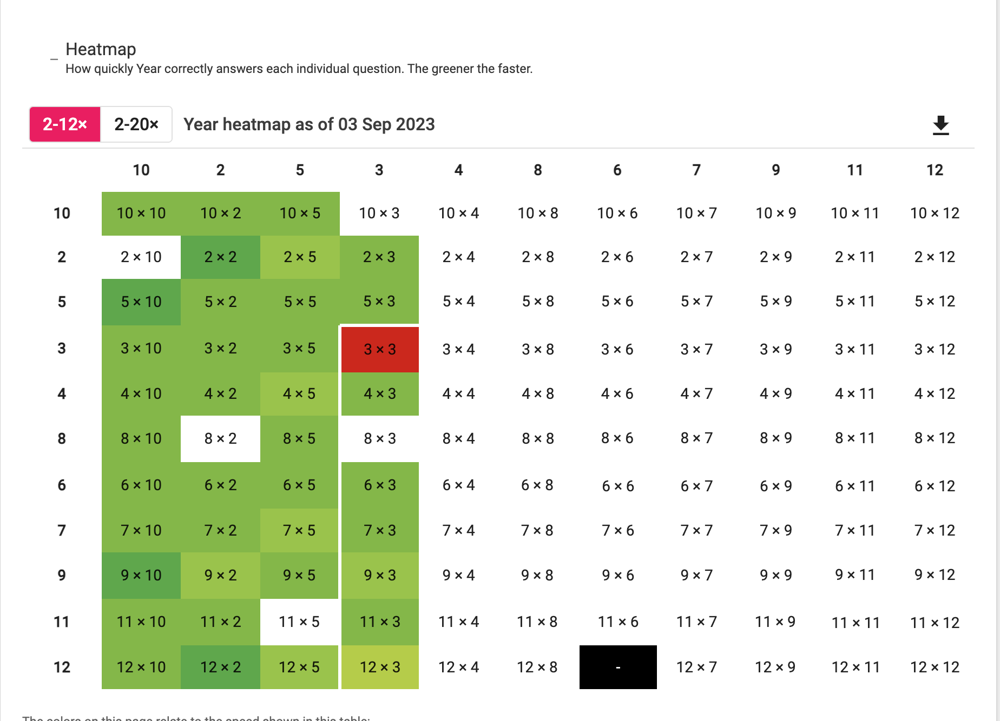 Heatmap
How quickly Year correctly answers each individual question. The greener the faster.
2-12× 2-20× Year heatmap as of 03 Sep 2023
10 2 5 3 4 8 6 7 9 11 12
10 10 × 10 10 × 2 10 × 5 10 × 3 10 × 4 10 × 8 10 × 6 10 × 7 10 × 9 10 × 11 10 × 12
2 2 × 10 2 × 2 2 × 5 2 × 3 2 × 4 2 × 8 2 × 6 2 × 7 2 × 9 2 × 11 2 × 12
5 5 × 10 5 × 2 5 × 5 5 × 3 5 × 4 5 × 8 5 × 6 5 × 7 5 × 9 5 × 11 5 × 12
3 3 × 10 3 × 2 3 × 5 3 × 3 3 × 4 3 × 8 3 × 6 3 × 7 3 × 9 3 × 11 3 × 12
4 4 × 10 4 × 2 4 × 5 4 × 3 4 × 4 4 × 8 4 × 6 4 × 7 4 × 9 4 × 11 4 × 12
8 8 × 10 8 × 2 8 × 5 8 × 3 8 × 4 8 × 8 8 × 6 8 × 7 8 × 9 8 × 11 8 × 12
6 6 × 10 6 × 2 6 × 5 6 × 3 6 × 4 6 × 8 6 × 6 6 × 7 6 × 9 6 × 11 6 × 12
7 7 × 10 7 × 2 7 × 5 7 × 3 7 × 4 7 × 8 7 × 6 7 × 7 7 × 9 7 × 11 7 × 12
9 9 × 10 9 × 2 9 × 5 9 × 3 9 × 4 9 × 8 9 × 6 9 × 7 9 × 9 9 × 11 9 × 12
11 11 × 10 11 × 2 11 × 5 11 × 3 11 × 4 11 × 8 11 × 6 11 × 7 11 × 9 11 × 11 11 × 12
12 12 × 10 12 × 2 12 × 5 12 × 3 12 × 4 12 × 8 - 12 × 7 12 × 9 12 × 11 12 × 12
The colors on this page relate to the speed shown in this table: